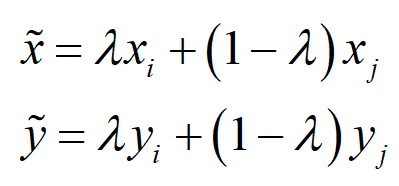 x̃ = λxᵢ + (1 − λ)xⱼ
ỹ = λyᵢ + (1 − λ)yⱼ